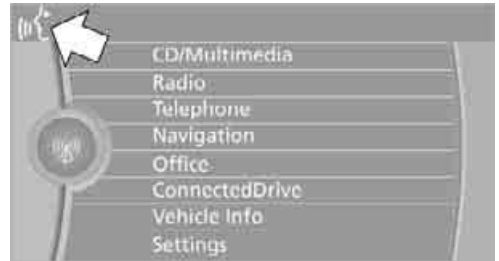 CD/Multimedia
Radio
Telephone
Navigation
Office
ConnectedDrive
Vehicle Info
Settings